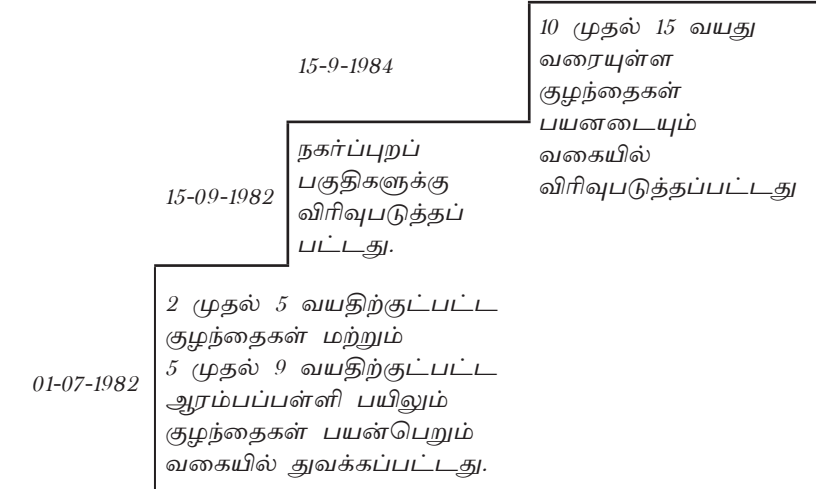 10 முதல் 15 வயது
வரையுள்ள
குழந்தைகள்
பயனடையும்
வகையில்
விரிவுபடுத்தப்பட்டது
15-9-1984
நகர்ப்புறப்
பகுதிகளுக்கு
விரிவுபடுத்தப்
பட்டது.
15-09-1982
2 முதல் 5 வயதிற்குட்பட்ட
குழந்தைகள் மற்றும்
5 முதல் 9 வயதிற்குட்பட்ட
ஆரம்பப்பள்ளி பயிலும்
குழந்தைகள் பயன்பெறும்
வகையில் துவக்கப்பட்டது.
01-07-1982